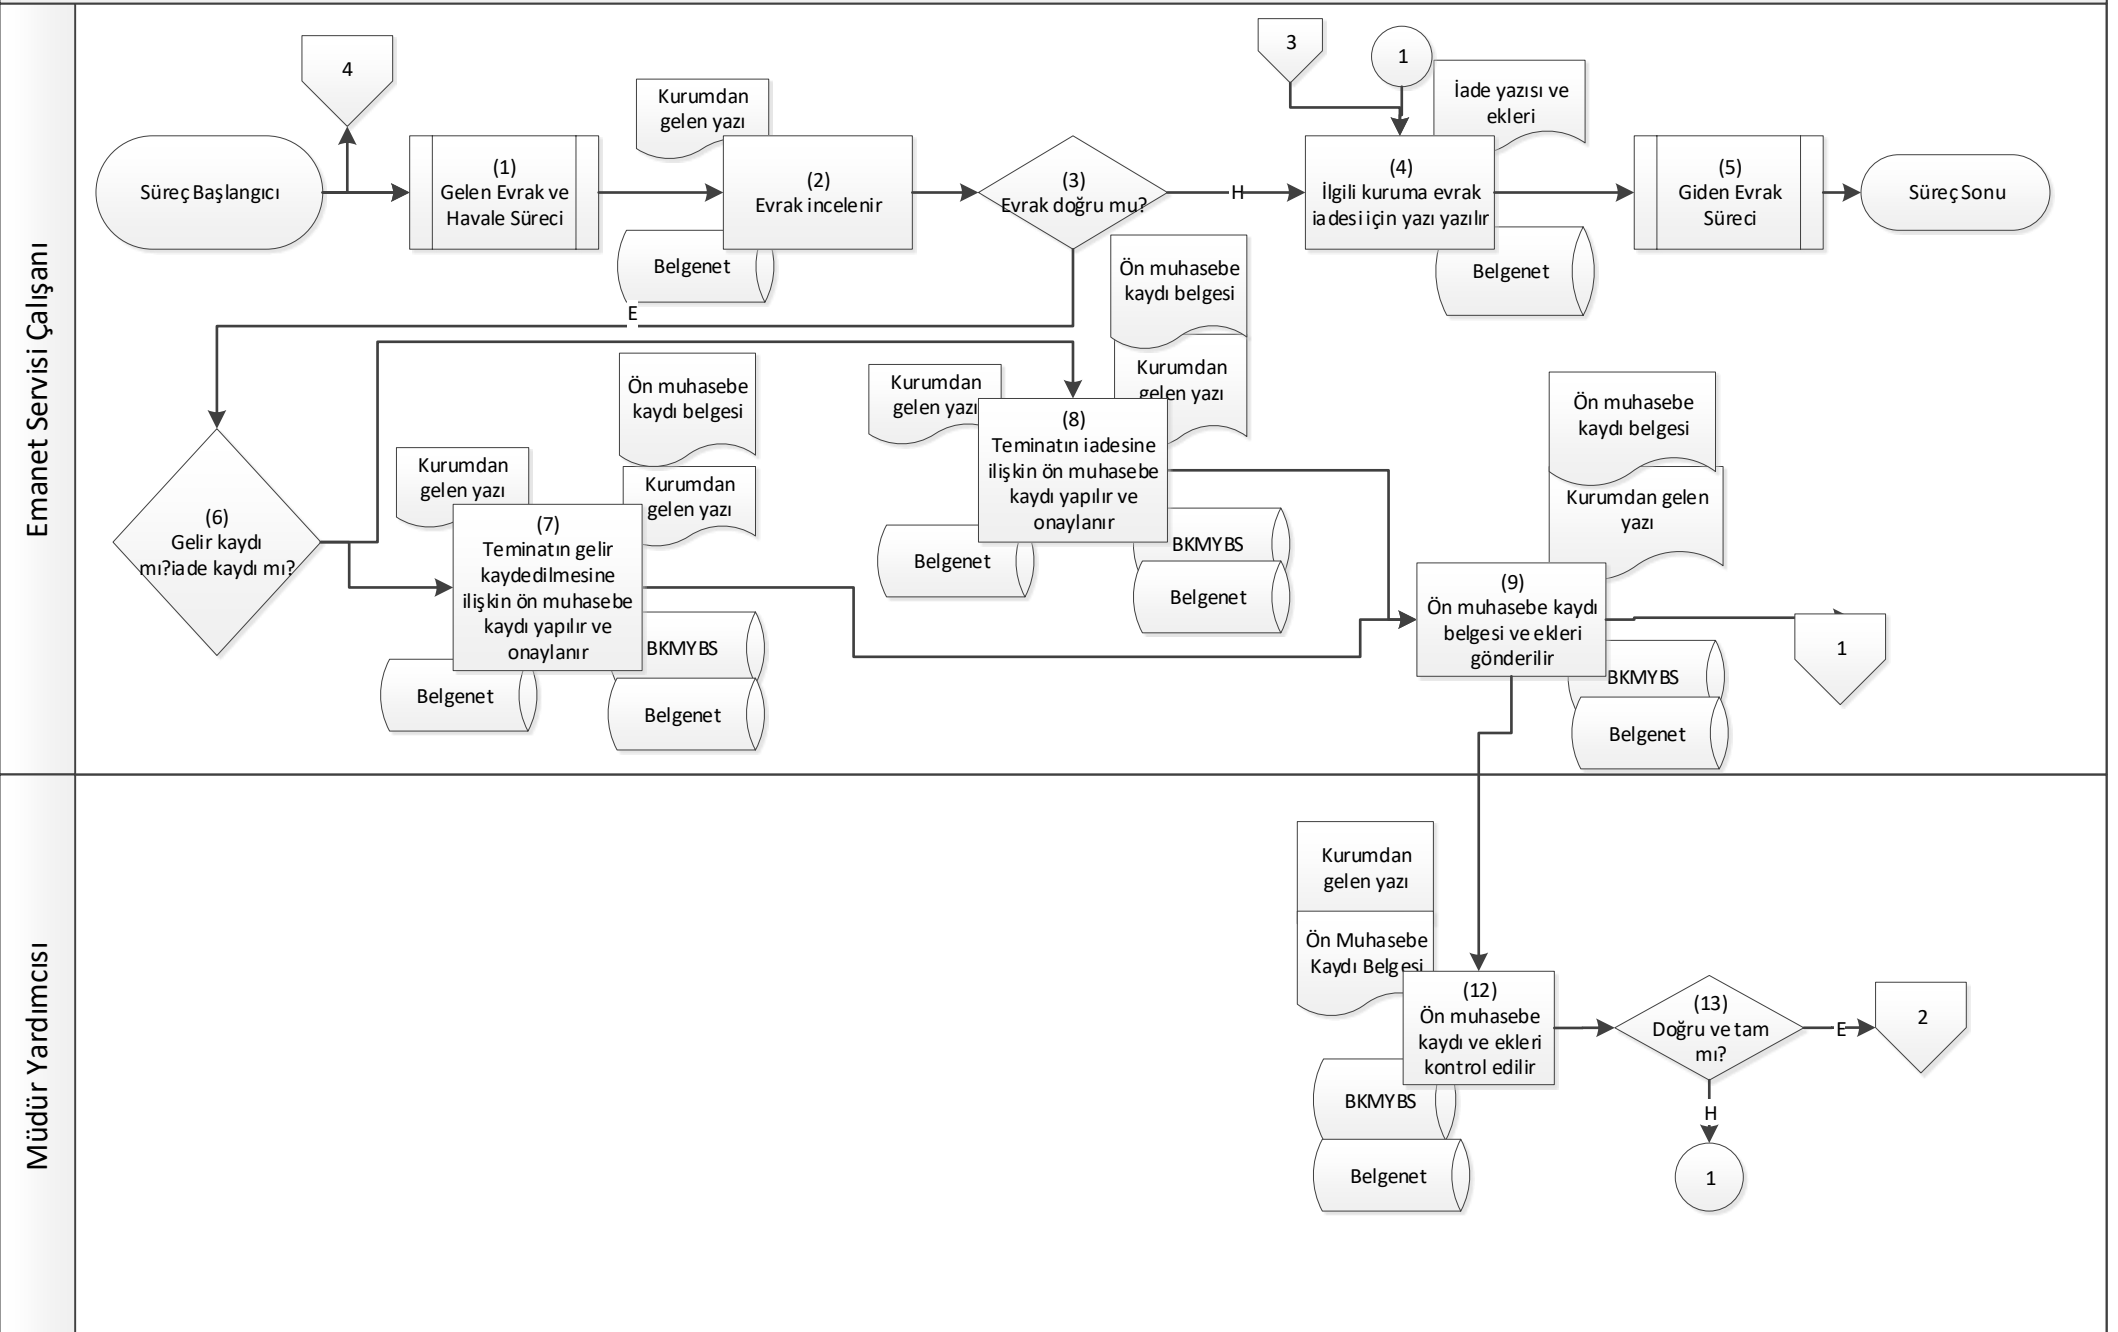 Emanet Servisi Çalışanı
4
3
1
Süreç Başlangıcı
(1)
Gelen Evrak ve
Havale Süreci
Kurumdan
gelen yazı
(2)
Evrak incelenir
Belgenet
(3)
Evrak doğru mu?
H
E
İade yazısı ve
ekleri
(4)
İlgili kuruma evrak
iadesi için yazı yazılır
Belgenet
(5)
Giden Evrak
Süreci
Süreç Sonu
(6)
Gelir kaydı
mı?iade kaydı mı?
Kurumdan
gelen yazı
Ön muhasebe
kaydı belgesi
Kurumdan
gelen yazı
(7)
Teminatın gelir
kaydedilmesine
ilişkin ön muhasebe
kaydı yapılır ve
onaylanır
Belgenet
BKMYBS
Belgenet
Kurumdan
gelen yazı
Ön muhasebe
kaydı belgesi
Kurumdan
gelen yazı
(8)
Teminatın iadesine
ilişkin ön muhasebe
kaydı yapılır ve
onaylanır
Belgenet
BKMYBS
Belgenet
Ön muhasebe
kaydı belgesi
Kurumdan gelen
yazı
(9)
Ön muhasebe kaydı
belgesi ve ekleri
gönderilir
BKMYBS
Belgenet
1
Müdür Yardımcısı
Kurumdan
gelen yazı
Ön Muhasebe
Kaydı Belgesi
(12)
Ön muhasebe
kaydı ve ekleri
kontrol edilir
BKMYBS
Belgenet
(13)
Doğru ve tam
mı?
E
2
H
1